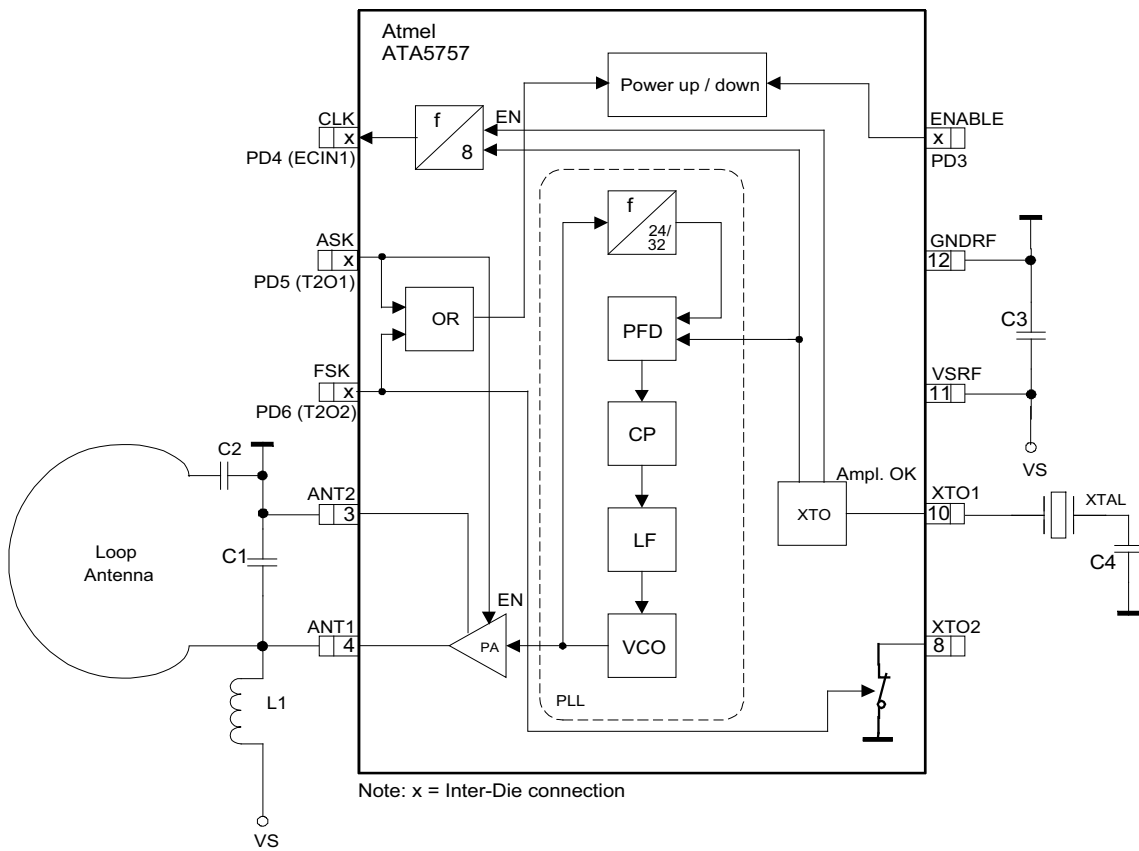 Atmel
ATA5757
Power up / down
CLK
x
PD4 (ECIN1)
f
8
EN
ENABLE
x
PD3
ASK
x
PD5 (T2O1)
f
24/
32
GNDRF
12
OR
PFD
C3
FSK
x
PD6 (T2O2)
VSRF
11
CP
VS
C2
ANT2
3
Ampl. OK
XTO
XTO1
10
XTAL
C4
Loop
Antenna
C1
LF
EN
ANT1
4
PA
VCO
XTO2
8
L1
PLL
VS
Note: x = Inter-Die connection